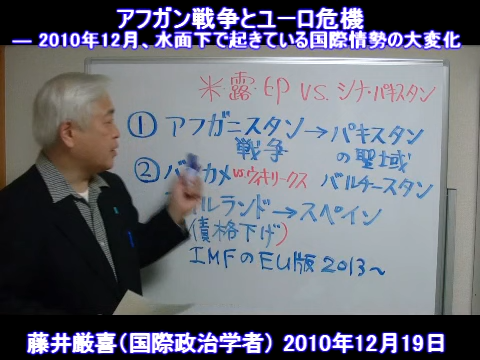 アフガン戦争とユーロ危機
― 2010年12月、水面下で起きている国際情勢の大変化
米・露・印 vs. シナ・パキスタン
① アフガニスタン→パキスタン
戦争 の聖域
② バンカメ vs.ウィキリークス バルチースタン
ルランド→スペイン
(債格下げ)
IMFのEU版 2013~
藤井厳喜(国際政治学者) 2010年12月19日